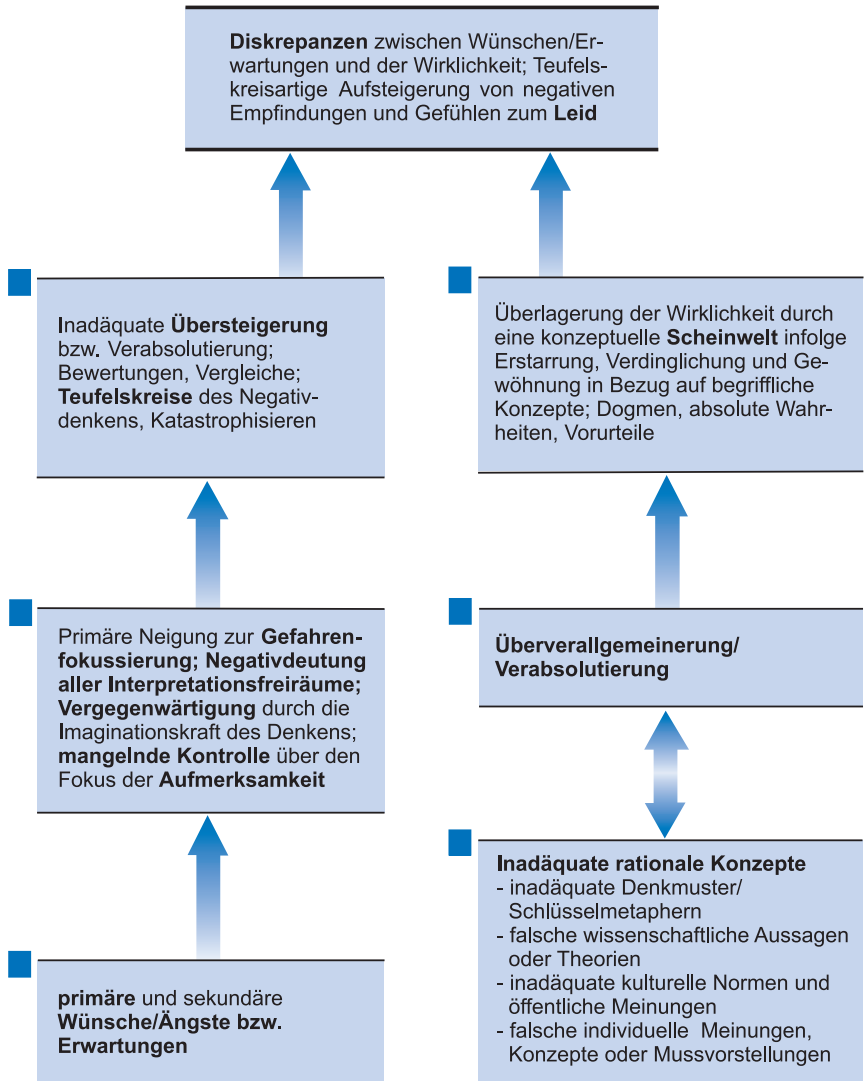 Diskrepanzen zwischen Wünschen/Er-
wartungen und der Wirklichkeit; Teufels-
kreisartige Aufsteigerung von negativen
Empfindungen und Gefühlen zum Leid
Inadäquate Übersteigerung
bzw. Verabsolutierung;
Bewertungen, Vergleiche;
Teufelskreise des Negativ-
denkens, Katastrophisieren
Überlagerung der Wirklichkeit durch
eine konzeptuelle Scheinwelt infolge
Erstarrung, Verdinglichung und Ge-
wöhnung in Bezug auf begriffliche
Konzepte; Dogmen, absolute Wahr-
heiten, Vorurteile
Primäre Neigung zur Gefahren-
fokussierung; Negativdeutung
aller Interpretationsfreiräume;
Vergegenwärtigung durch die
Imaginationskraft des Denkens;
mangelnde Kontrolle über den
Fokus der Aufmerksamkeit
Überverallgemeinerung/
Verabsolutierung
primäre und sekundäre
Wünsche/Ängste bzw.
Erwartungen
Inadäquate rationale Konzepte
- inadäquate Denkmuster/
Schlüsselmetaphern
- falsche wissenschaftliche Aussagen
oder Theorien
- inadäquate kulturelle Normen und
öffentliche Meinungen
- falsche individuelle Meinungen,
Konzepte oder Mussvorstellungen